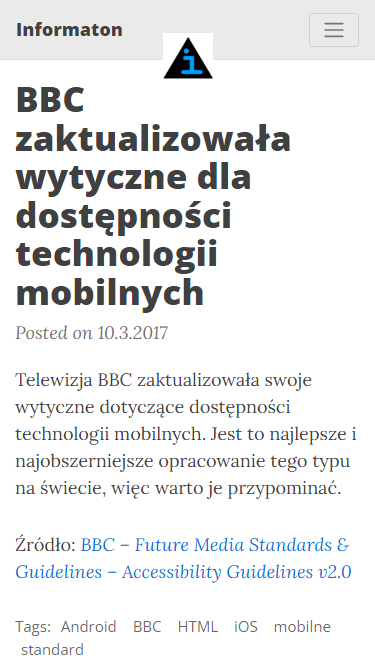 Informaton
i
BBC
zaktualizowała
wytyczne dla
dostępności
technologii
mobilnych
Posted on 10.3.2017
Telewizja BBC zaktualizowała swoje
wytyczne dotyczące dostępności
technologii mobilnych. Jest to najlepsze i
najobszerniejsze opracowanie tego typu
na świecie, więc warto je przypominać.
Źródło: BBC – Future Media Standards &
Guidelines – Accessibility Guidelines v2.0
Tags: Android BBC HTML iOS mobilne
standard